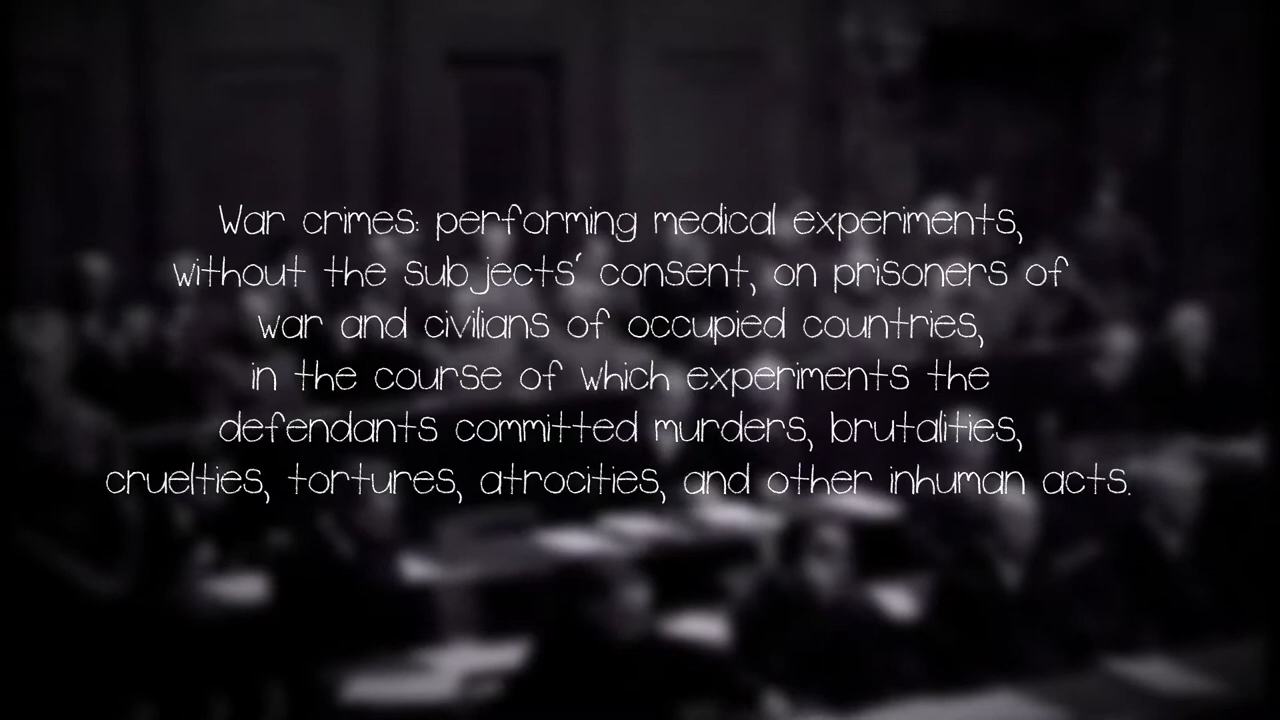 War crimes: performing medical experiments,
without the subjects' consent, on prisoners of
war and civilians of occupied countries,
in the course of which experiments the
defendants committed murders, brutalities,
cruelties, tortures, atrocities, and other inhuman acts.